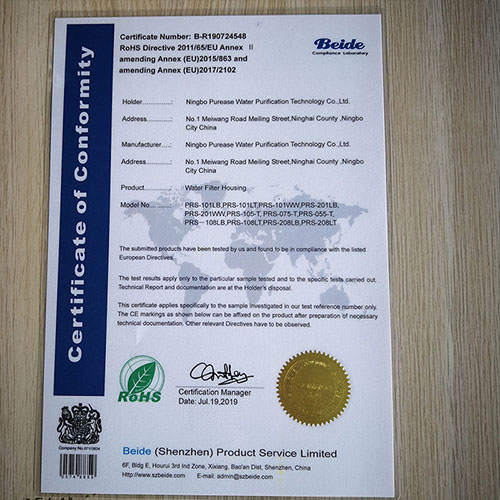 Certificate of Conformity
Certificate Number: B-R190724548
RoHS Directive 2011/65/EU Annex II
amending Annex (EU)2015/863 and
amending Annex (EU)2017/2102
Beide
Compliance Laboratory
Holder..............: Ningbo Purease Water Purification Technology Co.,Ltd.
Address............: No.1 Meiwang Road Meiling Street,Ninghai County ,Ningbo
City China
Manufacturer......: Ningbo Purease Water Purification Technology Co.,Ltd.
Address............: No.1 Meiwang Road Meiling Street,Ninghai County ,Ningbo
City China
Product.............: Water Filter Housing
Model No...........: PRS-101LB,PRS-101LT,PRS-101WW,PRS-201LB,
PRS-201WW,PRS-105-T, PRS-075-T, PRS-055-T,
PRS-108LB,PRS-108LT,PRS-208LB,PRS-208LT
The submitted products have been tested by us and found to be in compliance with the listed
European Directives.
The test results apply only to the particular sample tested and to the specific tests carried out.
Technical Report and documentation are at the Holder's disposal.
This certificate applies specifically to the sample investigated in our test reference number only.
The CE markings as shown below can be affixed on the product after preparation of necessary
technical documentation. Other relevant Directives have to be observed.
RoHS
Certification Manager
Date: Jul.19,2019
Beide (Shenzhen) Product Service Limited
6F, Bldg E, Hourui 3rd Ind Zone, Xixiang, Bao'an Dist, Shenzhen, China
Http://www.szbeide.com - E-mail: admin@szbeide.com